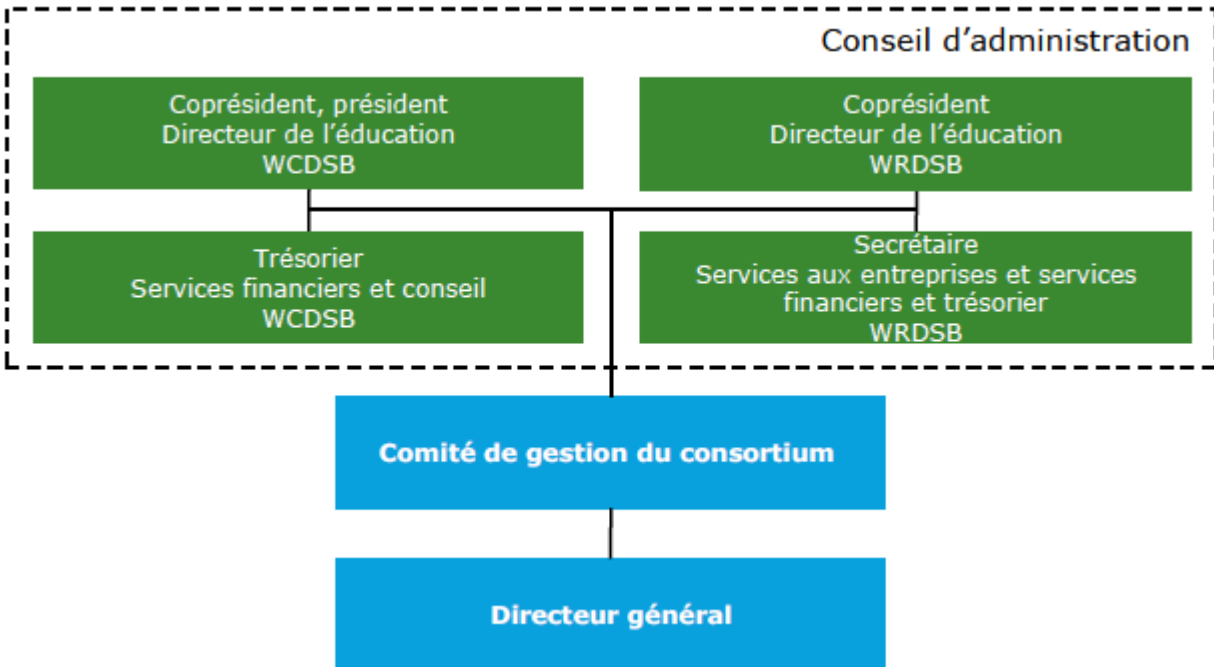 Conseil d’administration
Coprésident, président
Directeur de l’éducation
WCDSB
Coprésident
Directeur de l’éducation
WRDSB
Trésorier
Services financiers et conseil
WCDSB
Secrétaire
Services aux entreprises et services
financiers et trésorier
WRDSB
Comité de gestion du consortium
Directeur général